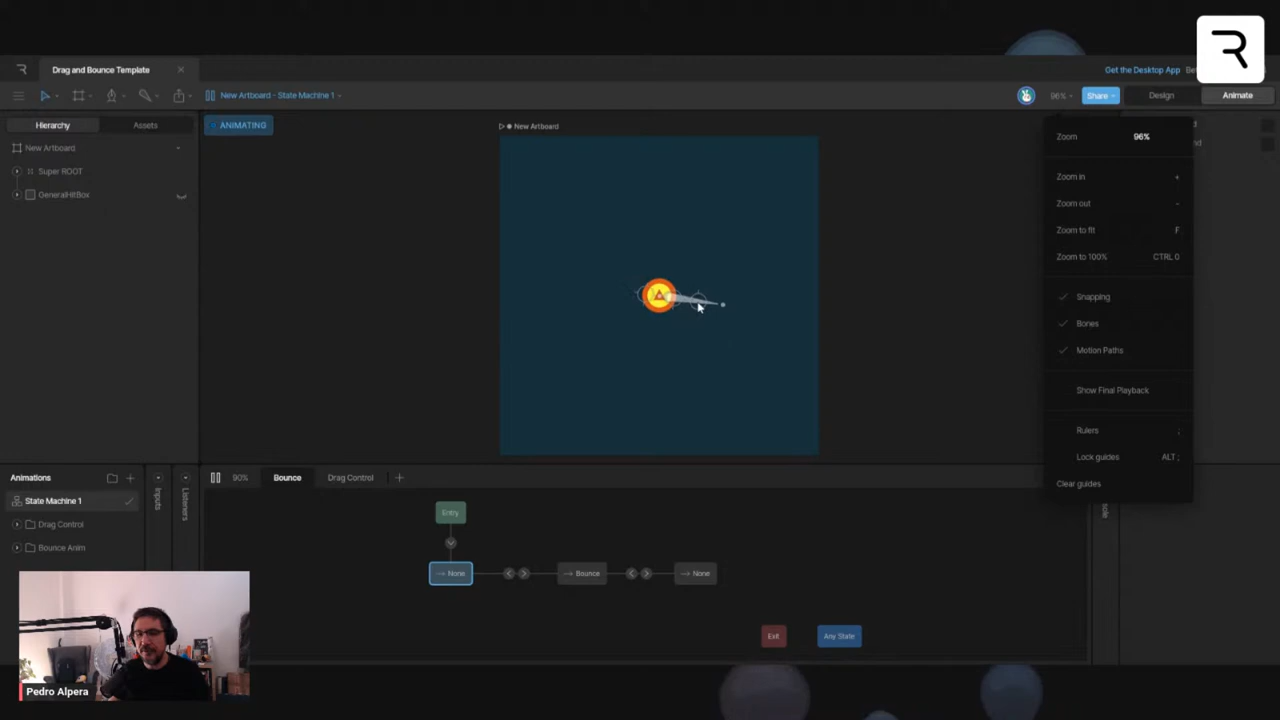 Drag and Bounce Template
Get the Desktop App
New Artboard - State Machine 1
96%
Share
Design
Animate
Hierarchy
Assets
ANIMATING
New Artboard
New Artboard
Super ROOT
GeneralHitBox
Zoom 96%
Zoom in +
Zoom out -
Zoom to fit F
Zoom to 100% CTRL 0
Snapping
Bones
Motion Paths
Show Final Playback
Rulers ;
Lock guides ALT ;
Clear guides
Animations
State Machine 1
Drag Control
Bounce Anim
Inputs
Listeners
90%
Bounce
Drag Control
Entry
None
Bounce
None
Exit
Any State
Pedro Alpera